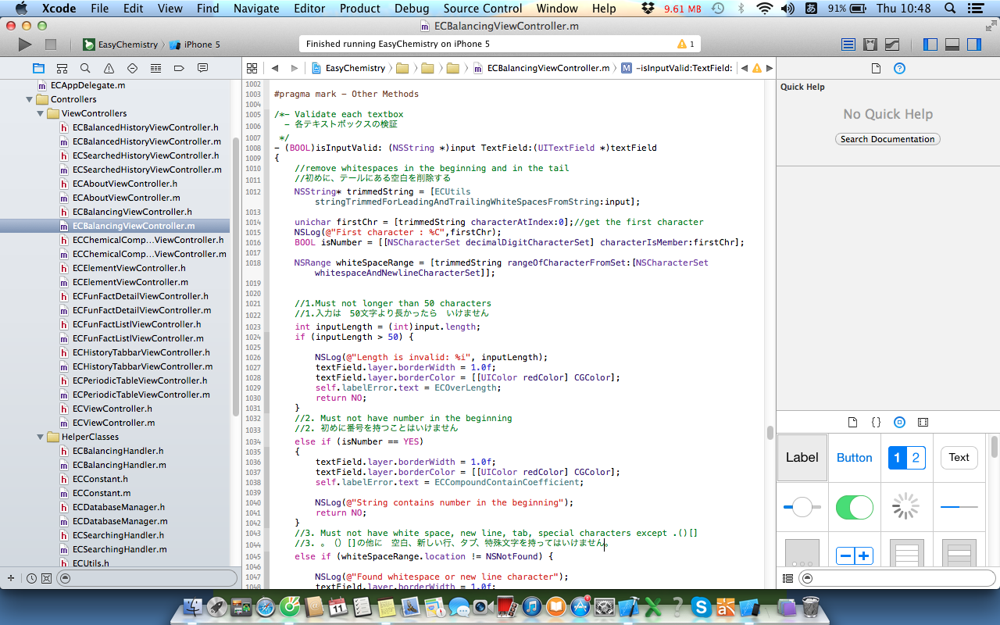 Xcode File Edit View Find Navigate Editor Product Debug Source Control Window Help 9.61 MB あ 91% Thu 10:48
ECBalancingViewController.m
EasyChemistry iPhone 5
Finished running EasyChemistry on iPhone 5
1
EasyChemistry ECBalancingViewController.m M -isInputValid:TextField:
ECAppDelegate.m
Controllers
ViewControllers
h ECBalancedHistoryViewController.h
m ECBalancedHistoryViewController.m
h ECSearchedHistoryViewController.h
m ECSearchedHistoryViewController.m
h ECAboutViewController.h
m ECAboutViewController.m
h ECBalancingViewController.h
m ECBalancingViewController.m
h ECChemicalComp...ViewController.h
m ECChemicalComp...ViewController.m
h ECElementViewController.h
m ECElementViewController.m
h ECFunFactDetailViewController.h
m ECFunFactDetailViewController.m
h ECFunFactListlViewController.h
m ECFunFactListlViewController.m
h ECHistoryTabbarViewController.h
m ECHistoryTabbarViewController.m
h ECPeriodicTableViewController.h
m ECPeriodicTableViewController.m
h ECViewController.h
m ECViewController.m
HelperClasses
h ECBalancingHandler.h
m ECBalancingHandler.m
h ECConstant.h
m ECConstant.m
h ECDatabaseManager.h
m ECDatabaseManager.m
h ECSearchingHandler.h
m ECSearchingHandler.m
h ECUtils.h
1002
1003 #pragma mark - Other Methods
1004
1005 /*- Validate each textbox
1006 - 各テキストボックスの検証
1007 */
1008 - (BOOL)isInputValid: (NSString *)input TextField:(UITextField *)textField
1009 {
1010 //remove whitespaces in the beginning and in the tail
1011 //初めに、テールにある空白を削除する
1012 NSString* trimmedString = [ECUtils
stringTrimmedForLeadingAndTrailingWhiteSpacesFromString:input];
1013
1014 unichar firstChr = [trimmedString characterAtIndex:0];//get the first character
1015 NSLog(@"First character : %C",firstChr);
1016 BOOL isNumber = [[NSCharacterSet decimalDigitCharacterSet] characterIsMember:firstChr];
1017
1018 NSRange whiteSpaceRange = [trimmedString rangeOfCharacterFromSet:[NSCharacterSet
whitespaceAndNewlineCharacterSet]];
1019
1020
1021 //1.Must not longer than 50 characters
1022 //1.入力は　50文字より長かったら　いけません
1023 int inputLength = (int)input.length;
1024 if (inputLength > 50) {
1025
1026 NSLog(@"Length is invalid: %i", inputLength);
1027 textField.layer.borderWidth = 1.0f;
1028 textField.layer.borderColor = [[UIColor redColor] CGColor];
1029 self.labelError.text = ECOverLength;
1030 return NO;
1031 }
1032 //2. Must not have number in the beginning
1033 //2. 初めに番号を持つことはいけません
1034 else if (isNumber == YES)
1035 {
1036 textField.layer.borderWidth = 1.0f;
1037 textField.layer.borderColor = [[UIColor redColor] CGColor];
1038 self.labelError.text = ECCompoundContainCoefficient;
1039
1040 NSLog(@"String contains number in the beginning");
1041 return NO;
1042 }
1043 //3. Must not have white space, new line, tab, special characters except .()[]
1044 //3. 。（）[]の他に　空白、新しい行、タブ、特殊文字を持ってはいけません。
1045 else if (whiteSpaceRange.location != NSNotFound) {
1046
1047 NSLog(@"Found whitespace or new line character");
1048 textField.layer.borderWidth = 1.0f;
Quick Help
No Quick Help
Search Documentation
Label Button 1 2 Text
11